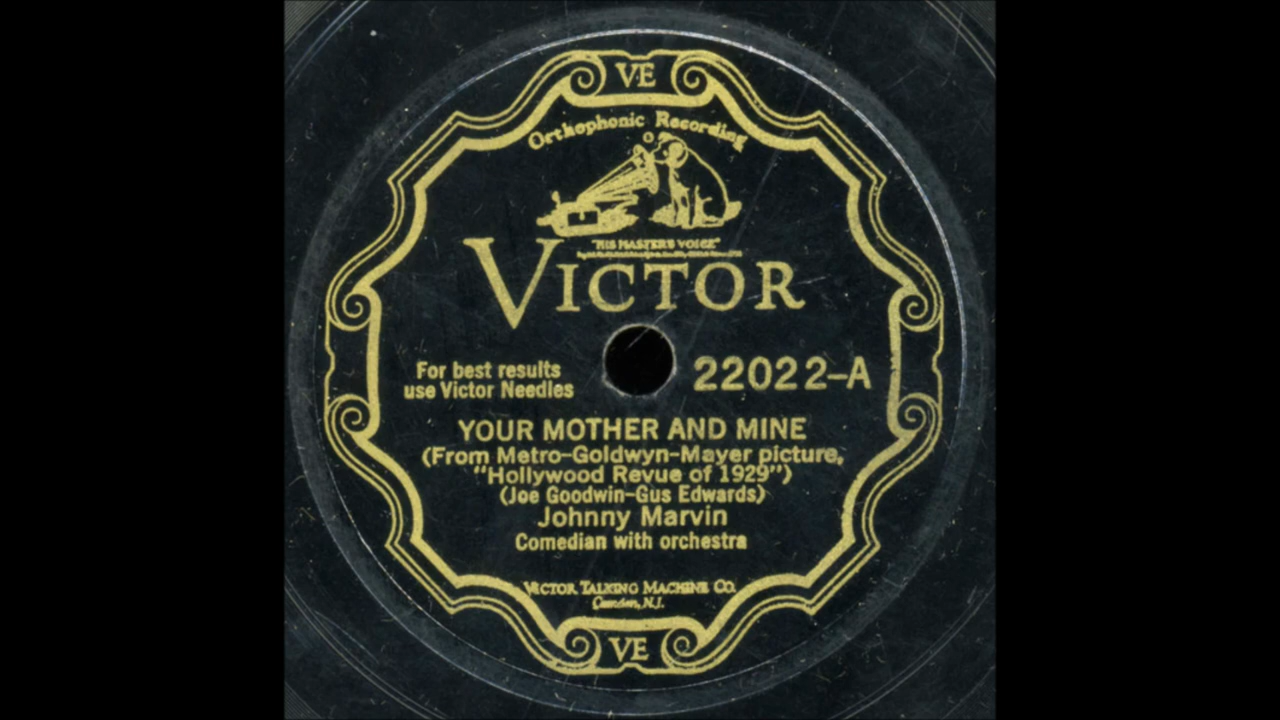 VE
Orthophonic Recording
"HIS MASTER'S VOICE"
VICTOR
For best results
use Victor Needles
22022-A
YOUR MOTHER AND MINE
(From Metro-Goldwyn-Mayer picture,
"Hollywood Revue of 1929")
(Joe Goodwin-Gus Edwards)
Johnny Marvin
Comedian with orchestra
VICTOR TALKING MACHINE CO.
Camden, N.J.
VE